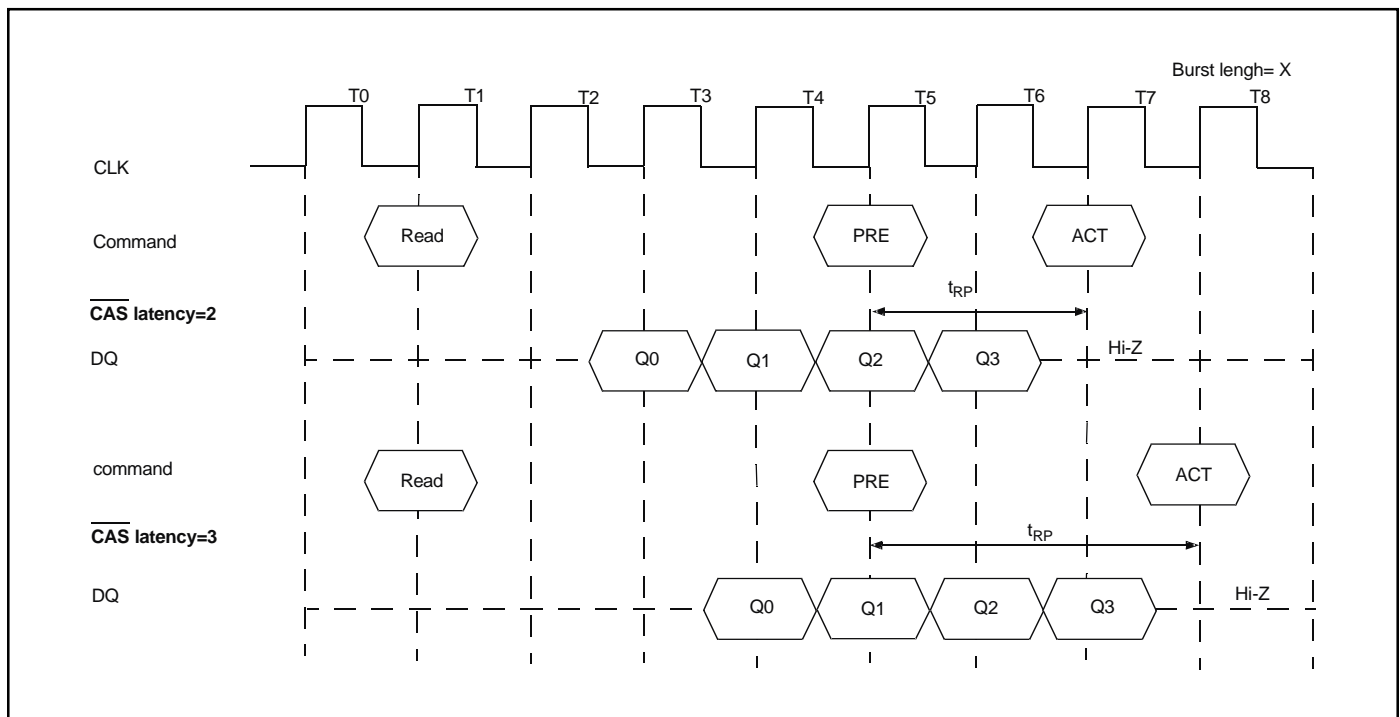 Burst lengh= X
T0 T1 T2 T3 T4 T5 T6 T7 T8
CLK
Command Read PRE ACT
tRP
CAS latency=2
DQ Q0 Q1 Q2 Q3 Hi-Z
command Read PRE ACT
CAS latency=3
tRP
DQ Q0 Q1 Q2 Q3 Hi-Z